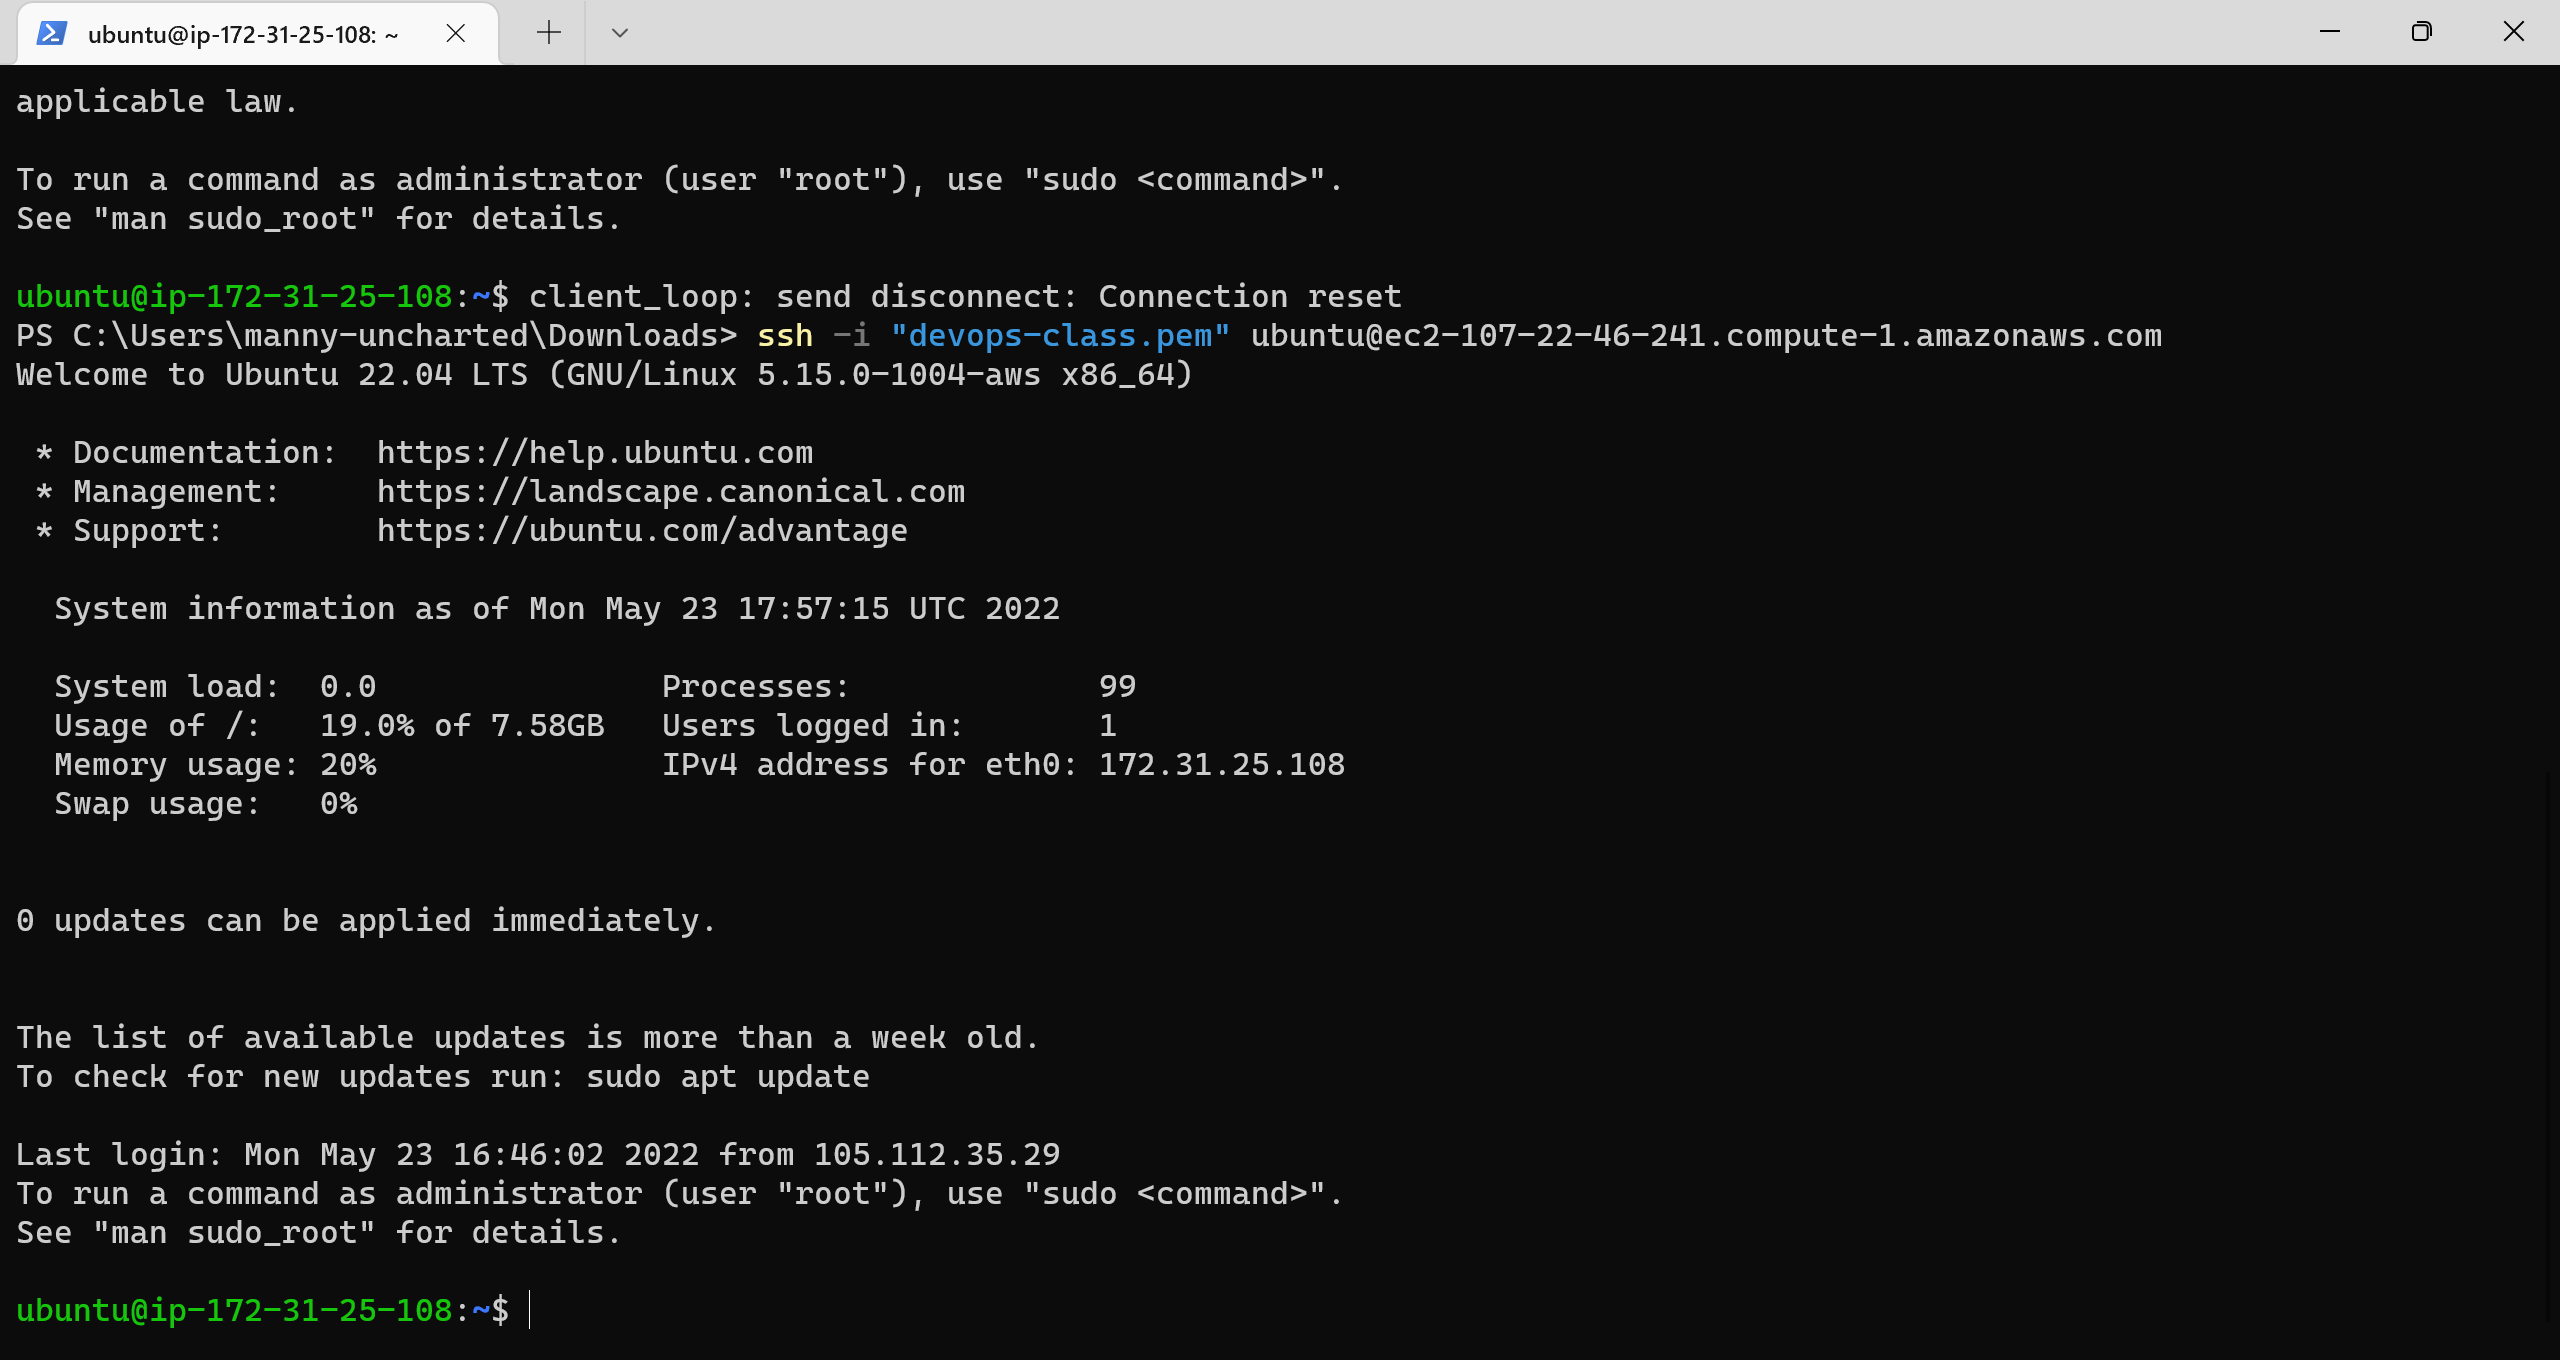 ubuntu@ip-172-31-25-108: ~
applicable law.
To run a command as administrator (user "root"), use "sudo <command>".
See "man sudo_root" for details.
ubuntu@ip-172-31-25-108:~$ client_loop: send disconnect: Connection reset
PS C:\Users\manny-uncharted\Downloads> ssh -i "devops-class.pem" ubuntu@ec2-107-22-46-241.compute-1.amazonaws.com
Welcome to Ubuntu 22.04 LTS (GNU/Linux 5.15.0-1004-aws x86_64)
 * Documentation:  https://help.ubuntu.com
 * Management:     https://landscape.canonical.com
 * Support:        https://ubuntu.com/advantage
  System information as of Mon May 23 17:57:15 UTC 2022
  System load:  0.0               Processes:             99
  Usage of /:   19.0% of 7.58GB   Users logged in:       1
  Memory usage: 20%               IPv4 address for eth0: 172.31.25.108
  Swap usage:   0%
0 updates can be applied immediately.
The list of available updates is more than a week old.
To check for new updates run: sudo apt update
Last login: Mon May 23 16:46:02 2022 from 105.112.35.29
To run a command as administrator (user "root"), use "sudo <command>".
See "man sudo_root" for details.
ubuntu@ip-172-31-25-108:~$